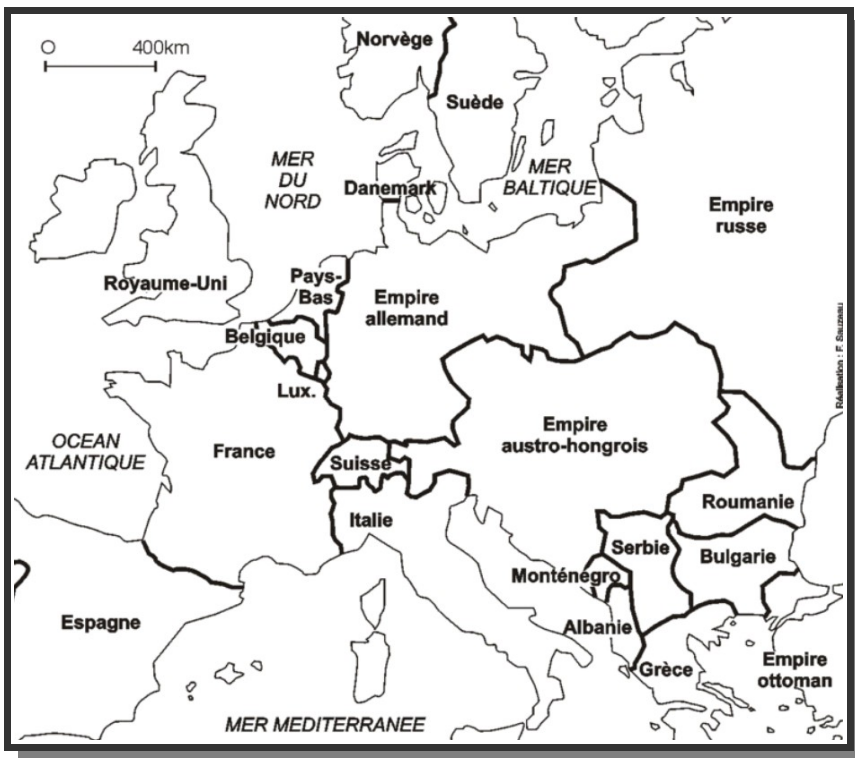 O 400km
Norvège
Suède
MER
DU
NORD
MER
BALTIQUE
Danemark
Empire
russe
Royaume-Uni
Pays-
Bas
Empire
allemand
Belgique
Lux.
Réalisation : F. Sauzeau
OCEAN
ATLANTIQUE
France
Suisse
Empire
austro-hongrois
Italie
Roumanie
Serbie
Bulgarie
Monténégro
Espagne
Albanie
Grèce
Empire
ottoman
MER MEDITERRANEE